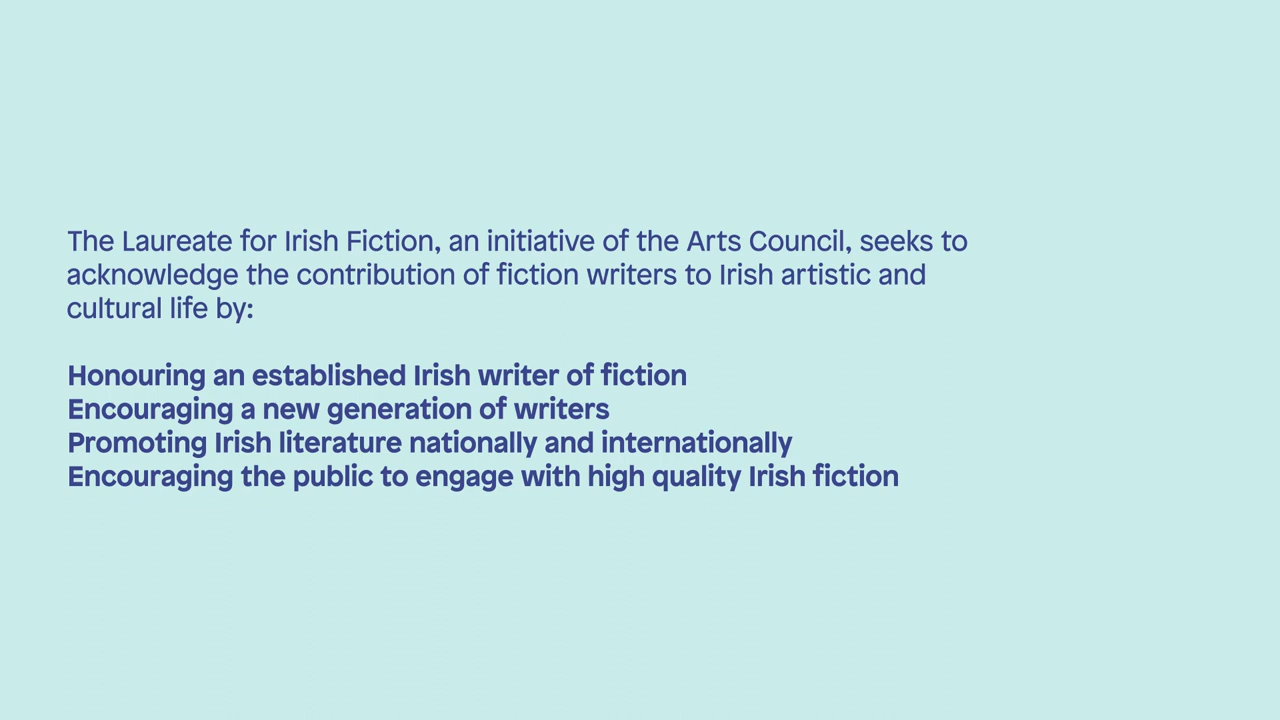 The Laureate for Irish Fiction, an initiative of the Arts Council, seeks to
acknowledge the contribution of fiction writers to Irish artistic and
cultural life by:
Honouring an established Irish writer of fiction
Encouraging a new generation of writers
Promoting Irish literature nationally and internationally
Encouraging the public to engage with high quality Irish fiction